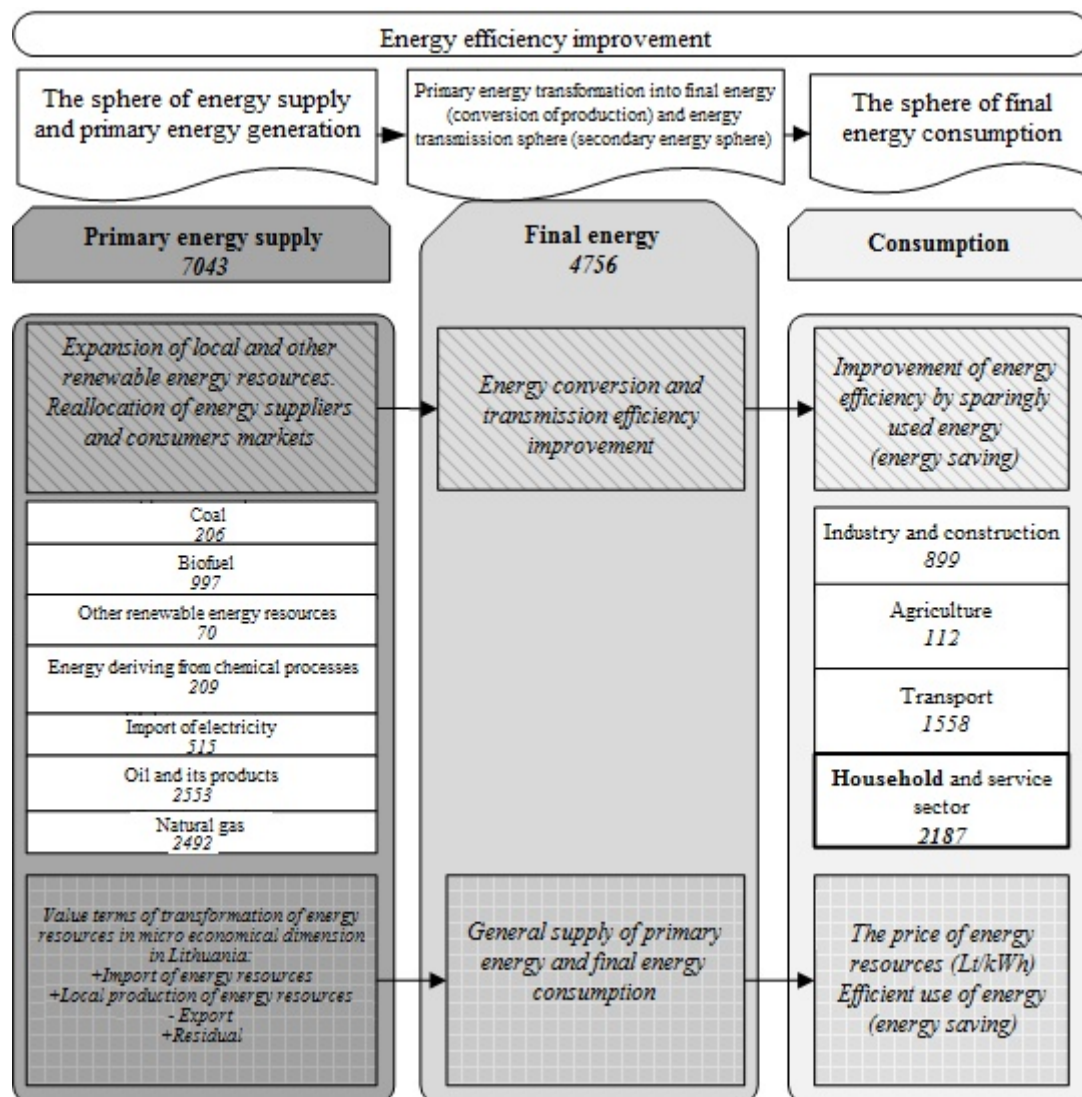 Energy efficiency improvement
The sphere of energy supply
and primary energy generation
Primary energy transformation into final energy
(conversion of production) and energy
transmission sphere (secondary energy sphere)
The sphere of final
energy consumption
Primary energy supply
7043
Final energy
4756
Consumption
Expansion of local and other
renewable energy resources.
Reallocation of energy suppliers
and consumers markets
Energy conversion and
transmission efficiency
improvement
Improvement of energy
efficiency by sparingly
used energy
(energy saving)
Coal
206
Biofuel
997
Other renewable energy resources
70
Energy deriving from chemical processes
209
Import of electricity
515
Oil and its products
2553
Natural gas
2492
Industry and construction
899
Agriculture
112
Transport
1558
Household and service
sector
2187
Value terms of transformation of energy
resources in micro economical dimension
in Lithuania:
+Import of energy resources
+Local production of energy resources
- Export
+Residual
General supply of primary
energy and final energy
consumption
The price of energy
resources (Lt/kWh)
Efficient use of energy
(energy saving)